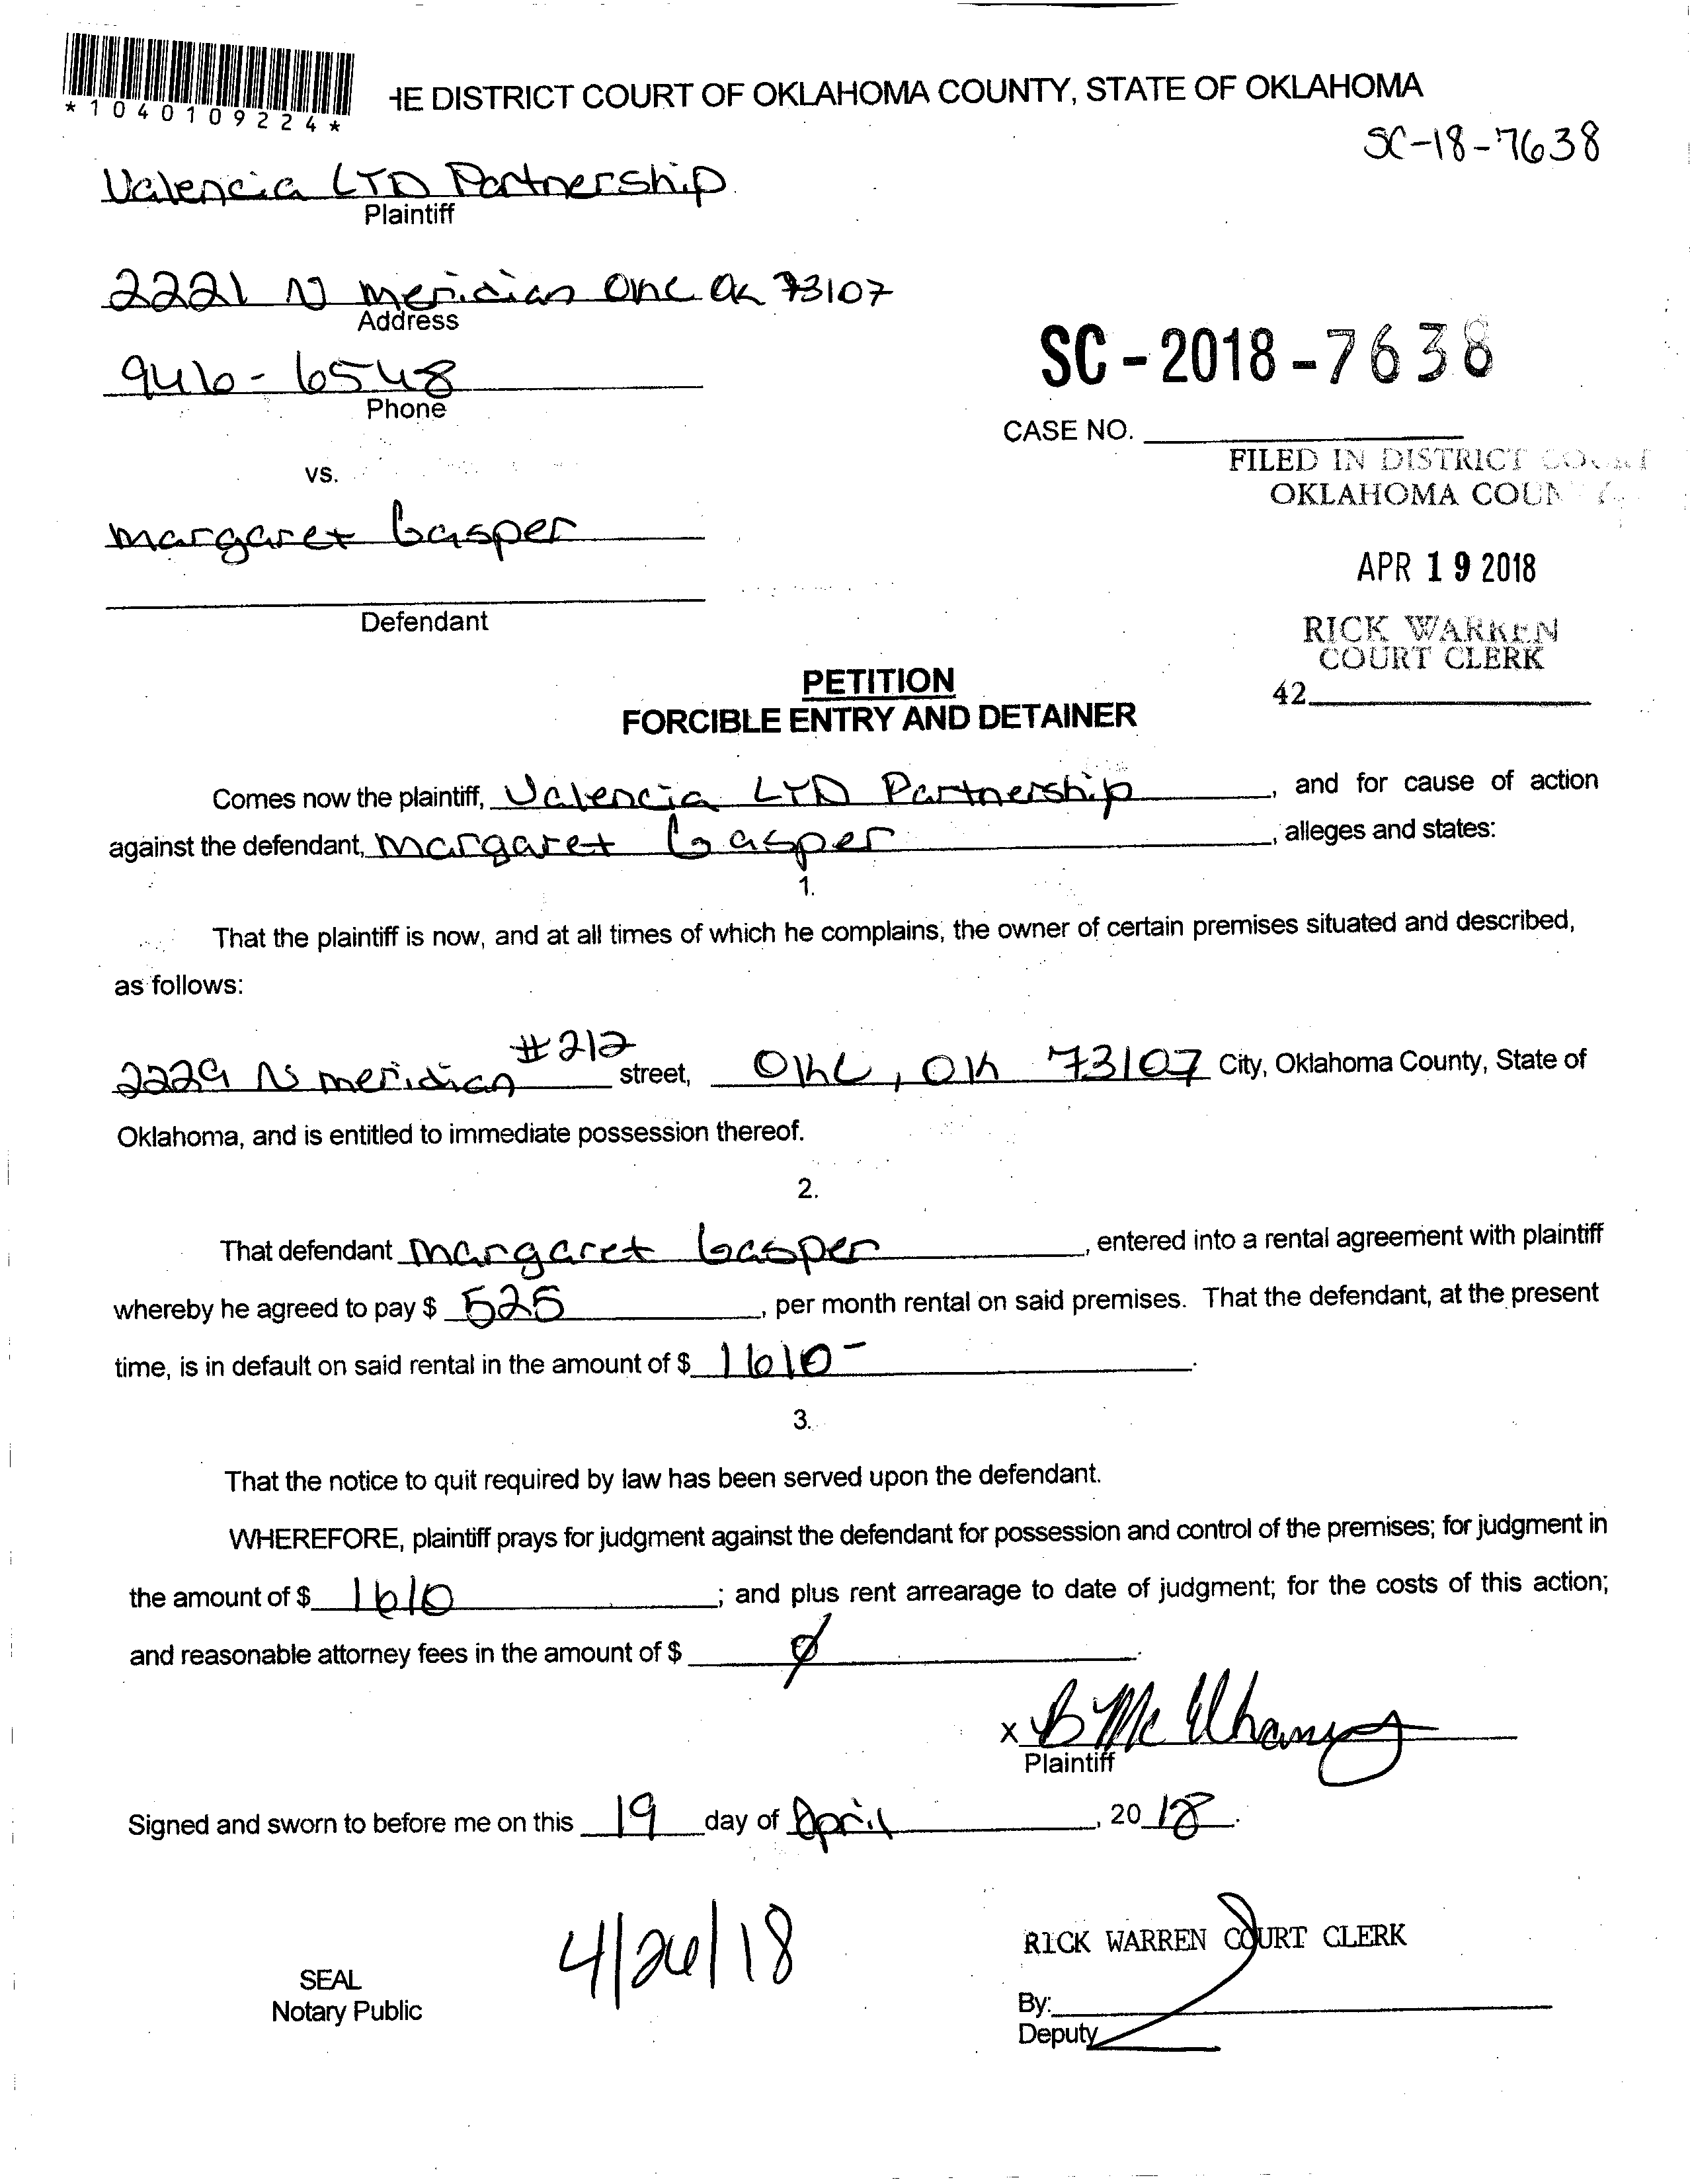 *1040109224*
HE DISTRICT COURT OF OKLAHOMA COUNTY, STATE OF OKLAHOMA
SC-18-7638
Valencia LTD Partnership
Plaintiff
2221 N Meridian OKC OK 73107
Address
946-6548
Phone
SC-2018-7638
CASE NO.
vs.
FILED IN DISTRICT COURT
OKLAHOMA COUN
margaret Gasper
APR 19 2018
Defendant
RICK WARREN
COURT CLERK
42
PETITION
FORCIBLE ENTRY AND DETAINER
Comes now the plaintiff, Valencia LTD Partnership, and for cause of action
against the defendant, Margaret Gasper, alleges and states:
1.
That the plaintiff is now, and at all times of which he complains, the owner of certain premises situated and described,
as follows:
2229 N Meridian #212 street, OKC, OK 73107 City, Oklahoma County, State of
Oklahoma, and is entitled to immediate possession thereof.
2.
That defendant Margaret Gasper, entered into a rental agreement with plaintiff
whereby he agreed to pay $ 525, per month rental on said premises. That the defendant, at the present
time, is in default on said rental in the amount of $ 1610-.
3.
That the notice to quit required by law has been served upon the defendant.
WHEREFORE, plaintiff prays for judgment against the defendant for possession and control of the premises; for judgment in
the amount of $ 1610; and plus rent arrearage to date of judgment; for the costs of this action;
and reasonable attorney fees in the amount of $ Ø.
x B McElhaney
Plaintiff
Signed and sworn to before me on this 19 day of April, 2018.
4/26/18
RICK WARREN COURT CLERK
SEAL
Notary Public
By:
Deputy